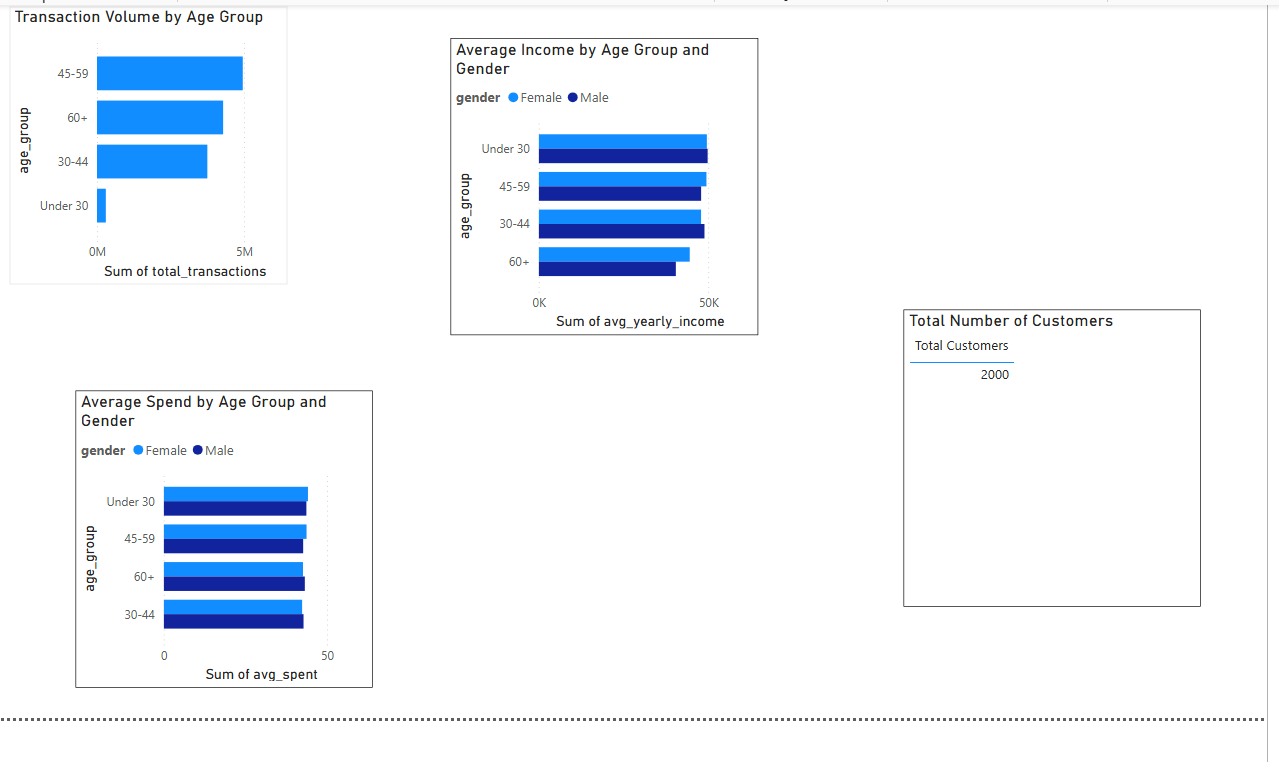 Transaction Volume by Age Group
age_group
45-59
60+
30-44
Under 30
0M 5M
Sum of total_transactions
Average Income by Age Group and
Gender
gender Female Male
age_group
Under 30
45-59
30-44
60+
0K 50K
Sum of avg_yearly_income
Total Number of Customers
Total Customers
2000
Average Spend by Age Group and
Gender
gender Female Male
age_group
Under 30
45-59
60+
30-44
0 50
Sum of avg_spent